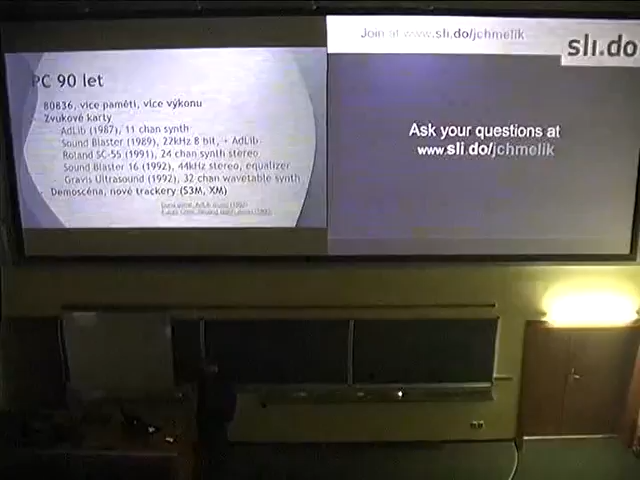 PC 90 let
80836, více paměti, více výkonu
Zvukové karty
AdLib (1987), 11 chan synth
Sound Blaster (1989), 22kHz 8 bit, + AdLib
Roland SC-55 (1991), 24 chan synth stereo
Sound Blaster 16 (1992), 44kHz stereo, equalizer
Gravis Ultrasound (1992), 32 chan wavetable synth
Demoscéna, nové trackery (S3M, XM)
Join at www.sli.do/jchmelik
sli.do
Ask your questions at
www.sli.do/jchmelik